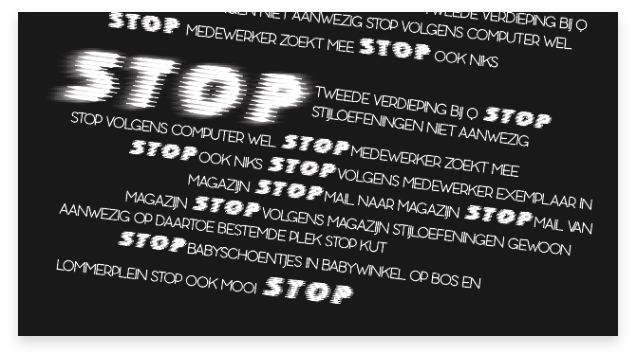 TWEEDE VERDIEPING BIJ Q
NIET AANWEZIG STOP VOLGENS COMPUTER WEL
STOP MEDEWERKER ZOEKT MEE STOP OOK NIKS
STOP TWEEDE VERDIEPING BIJ Q STOP
STIJLOEFENINGEN NIET AANWEZIG
STOP VOLGENS COMPUTER WEL STOP MEDEWERKER ZOEKT MEE
STOP OOK NIKS STOP VOLGENS MEDEWERKER EXEMPLAAR IN
MAGAZIJN STOP MAIL NAAR MAGAZIJN STOP MAIL VAN
MAGAZIJN STOP VOLGENS MAGAZIJN STIJLOEFENINGEN GEWOON
AANWEZIG OP DAARTOE BESTEMDE PLEK STOP KUT
STOP BABYSCHOENTJES IN BABYWINKEL OP BOS EN
LOMMERPLEIN STOP OOK MOOI STOP